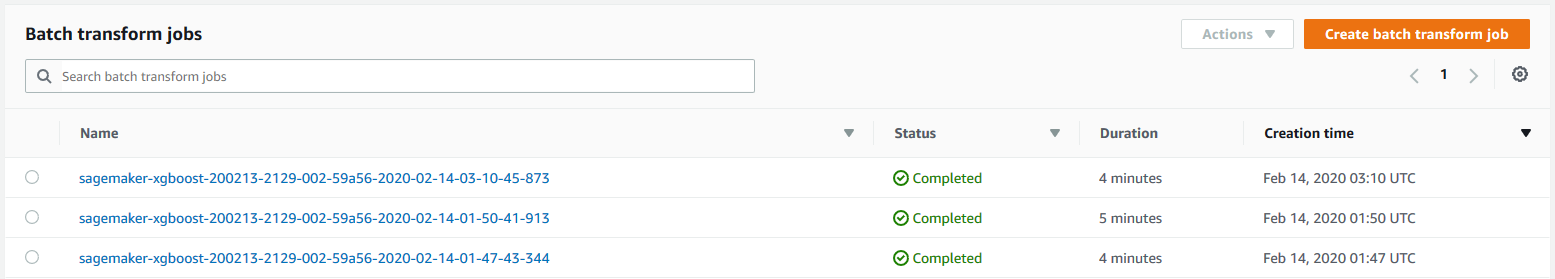 Batch transform jobs
Actions
Create batch transform job
Search batch transform jobs
1
Name Status Duration Creation time
sagemaker-xgboost-200213-2129-002-59a56-2020-02-14-03-10-45-873 Completed 4 minutes Feb 14, 2020 03:10 UTC
sagemaker-xgboost-200213-2129-002-59a56-2020-02-14-01-50-41-913 Completed 5 minutes Feb 14, 2020 01:50 UTC
sagemaker-xgboost-200213-2129-002-59a56-2020-02-14-01-47-43-344 Completed 4 minutes Feb 14, 2020 01:47 UTC